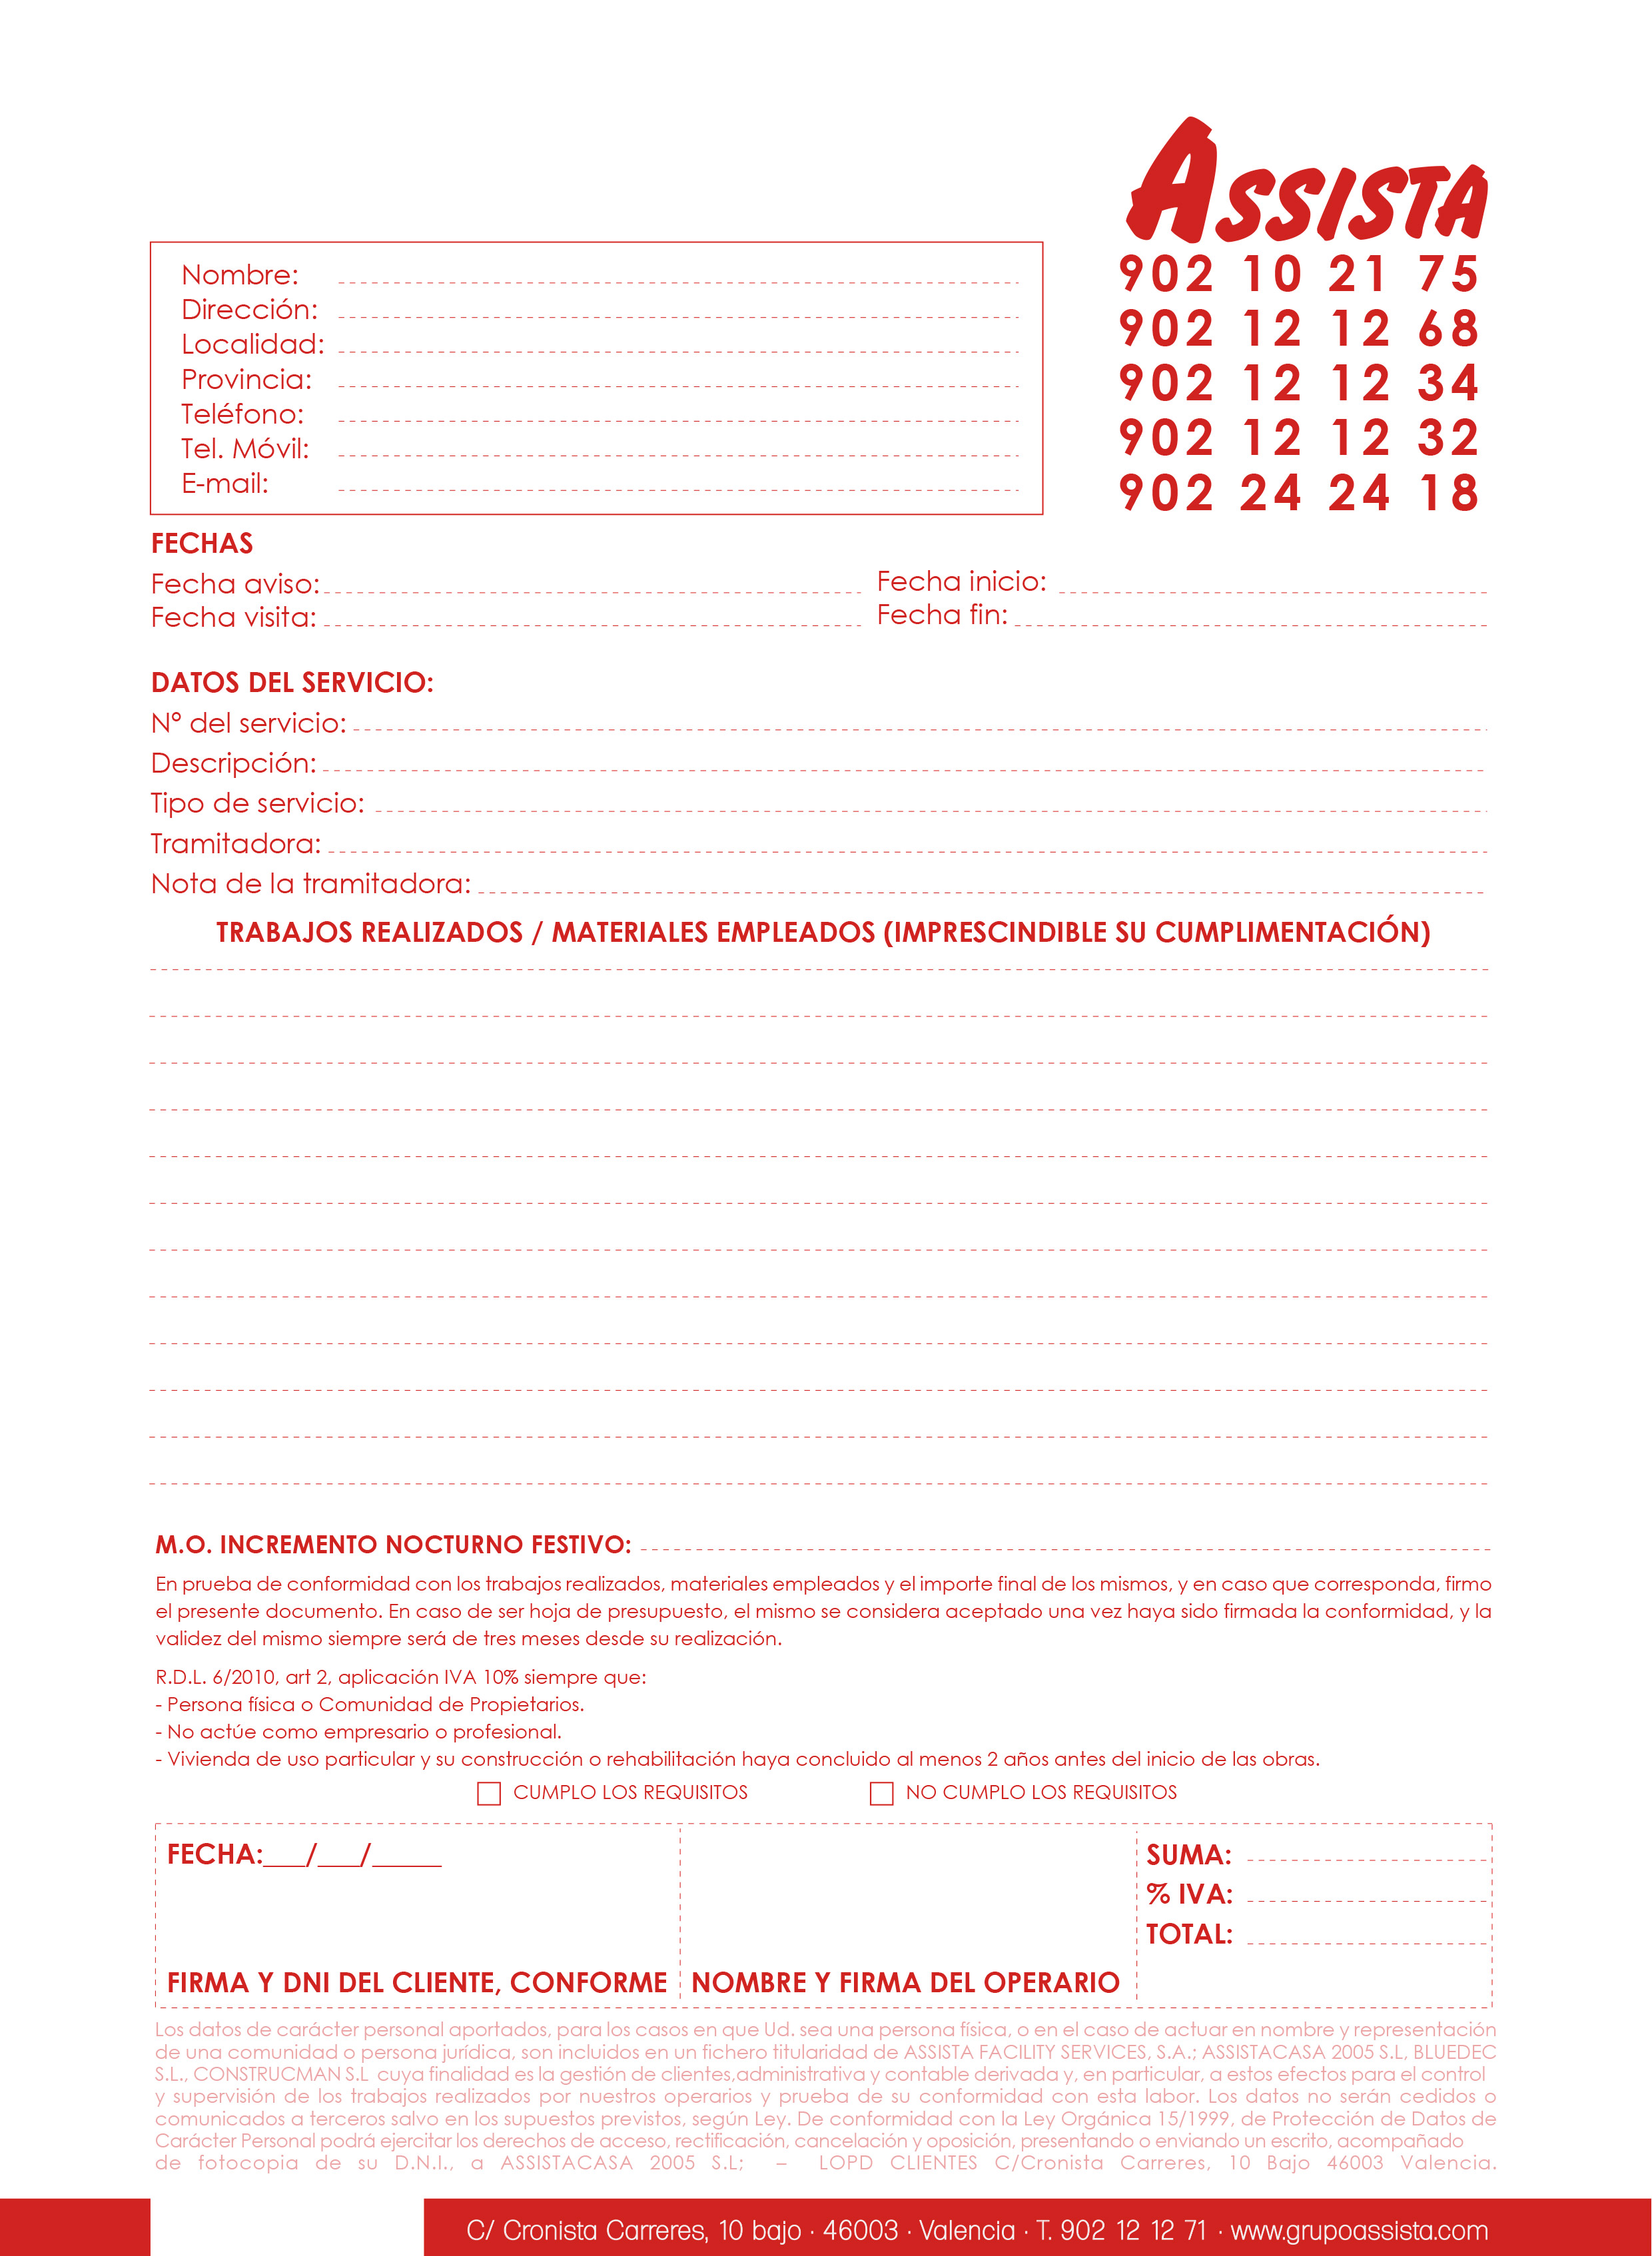 ASSISTA
902 10 21 75
902 12 12 68
902 12 12 34
902 12 12 32
902 24 24 18
Nombre:
Dirección:
Localidad:
Provincia:
Teléfono:
Tel. Móvil:
E-mail:
FECHAS
Fecha aviso:
Fecha inicio:
Fecha visita:
Fecha fin:
DATOS DEL SERVICIO:
Nº del servicio:
Descripción:
Tipo de servicio:
Tramitadora:
Nota de la tramitadora:
TRABAJOS REALIZADOS / MATERIALES EMPLEADOS (IMPRESCINDIBLE SU CUMPLIMENTACIÓN)
M.O. INCREMENTO NOCTURNO FESTIVO:
En prueba de conformidad con los trabajos realizados, materiales empleados y el importe final de los mismos, y en caso que corresponda, firmo
el presente documento. En caso de ser hoja de presupuesto, el mismo se considera aceptado una vez haya sido firmada la conformidad, y la
validez del mismo siempre será de tres meses desde su realización.
R.D.L. 6/2010, art 2, aplicación IVA 10% siempre que:
- Persona física o Comunidad de Propietarios.
- No actúe como empresario o profesional.
- Vivienda de uso particular y su construcción o rehabilitación haya concluido al menos 2 años antes del inicio de las obras.
CUMPLO LOS REQUISITOS
NO CUMPLO LOS REQUISITOS
FECHA:___/___/_____
FIRMA Y DNI DEL CLIENTE, CONFORME
NOMBRE Y FIRMA DEL OPERARIO
SUMA:
% IVA:
TOTAL:
Los datos de carácter personal aportados, para los casos en que Ud. sea una persona física, o en el caso de actuar en nombre y representación
de una comunidad o persona jurídica, son incluidos en un fichero titularidad de ASSISTA FACILITY SERVICES, S.A.; ASSISTACASA 2005 S.L, BLUEDEC
S.L., CONSTRUCMAN S.L cuya finalidad es la gestión de clientes,administrativa y contable derivada y, en particular, a estos efectos para el control
y supervisión de los trabajos realizados por nuestros operarios y prueba de su conformidad con esta labor. Los datos no serán cedidos o
comunicados a terceros salvo en los supuestos previstos, según Ley. De conformidad con la Ley Orgánica 15/1999, de Protección de Datos de
Carácter Personal podrá ejercitar los derechos de acceso, rectificación, cancelación y oposición, presentando o enviando un escrito, acompañado
de fotocopia de su D.N.I., a ASSISTACASA 2005 S.L; – LOPD CLIENTES C/Cronista Carreres, 10 Bajo 46003 Valencia.
C/ Cronista Carreres, 10 bajo · 46003 · Valencia · T. 902 12 12 71 · www.grupoassista.com